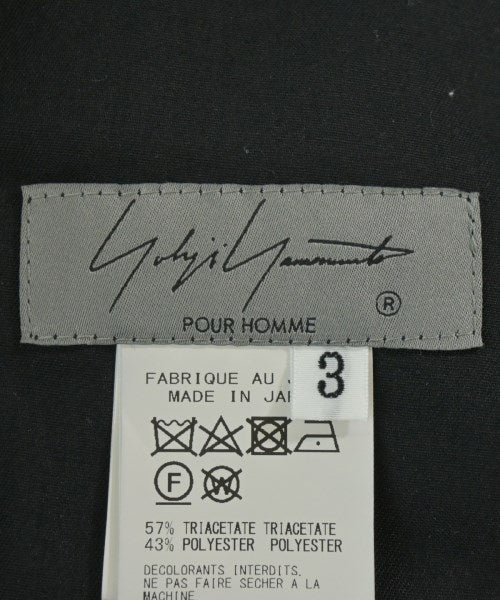 Yohji Yamamoto
®
POUR HOMME
3
FABRIQUE AU
MADE IN
F
W
57% TRIACETATE TRIACETATE
43% POLYESTER POLYESTER
DECOLORANTS INTERDITS.
NE PAS FAIRE SECHER A LA
MACHINE.